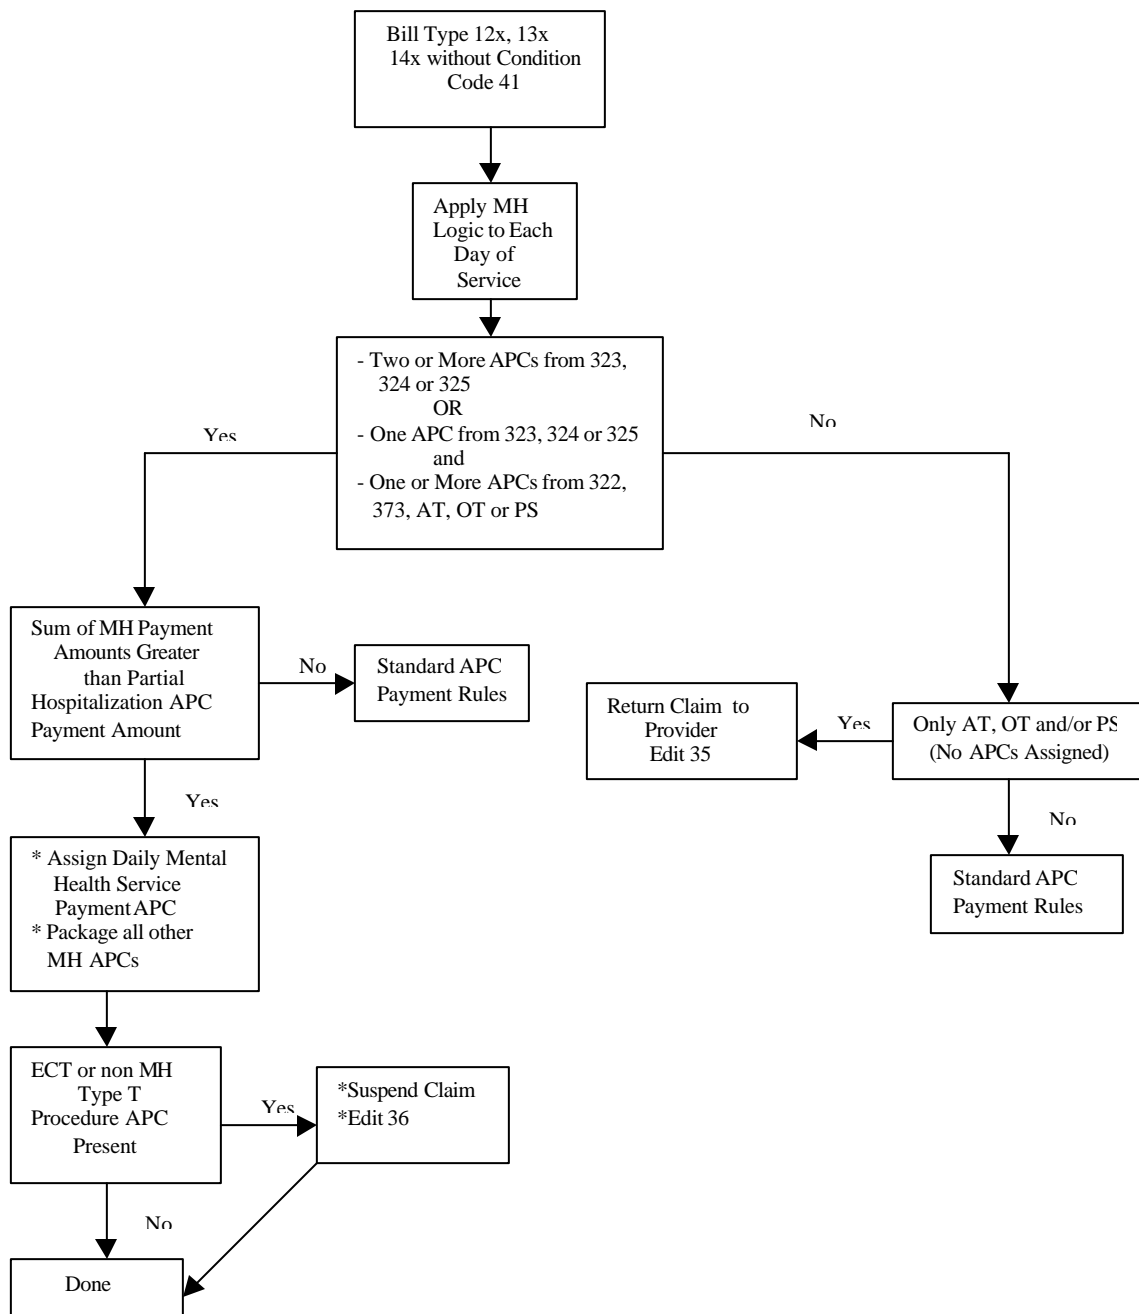 Bill Type 12x, 13x
14x without Condition
Code 41
Apply MH
Logic to Each
Day of
Service
- Two or More APCs from 323,
324 or 325
OR
- One APC from 323, 324 or 325
and
- One or More APCs from 322,
373, AT, OT or PS
Yes
No
Sum of MH Payment
Amounts Greater
than Partial
Hospitalization APC
Payment Amount
No
Standard APC
Payment Rules
Return Claim to
Provider
Edit 35
Yes
Only AT, OT and/or PS
(No APCs Assigned)
Yes
No
* Assign Daily Mental
Health Service
Payment APC
* Package all other
MH APCs
Standard APC
Payment Rules
ECT or non MH
Type T
Procedure APC
Present
Yes
*Suspend Claim
*Edit 36
No
Done